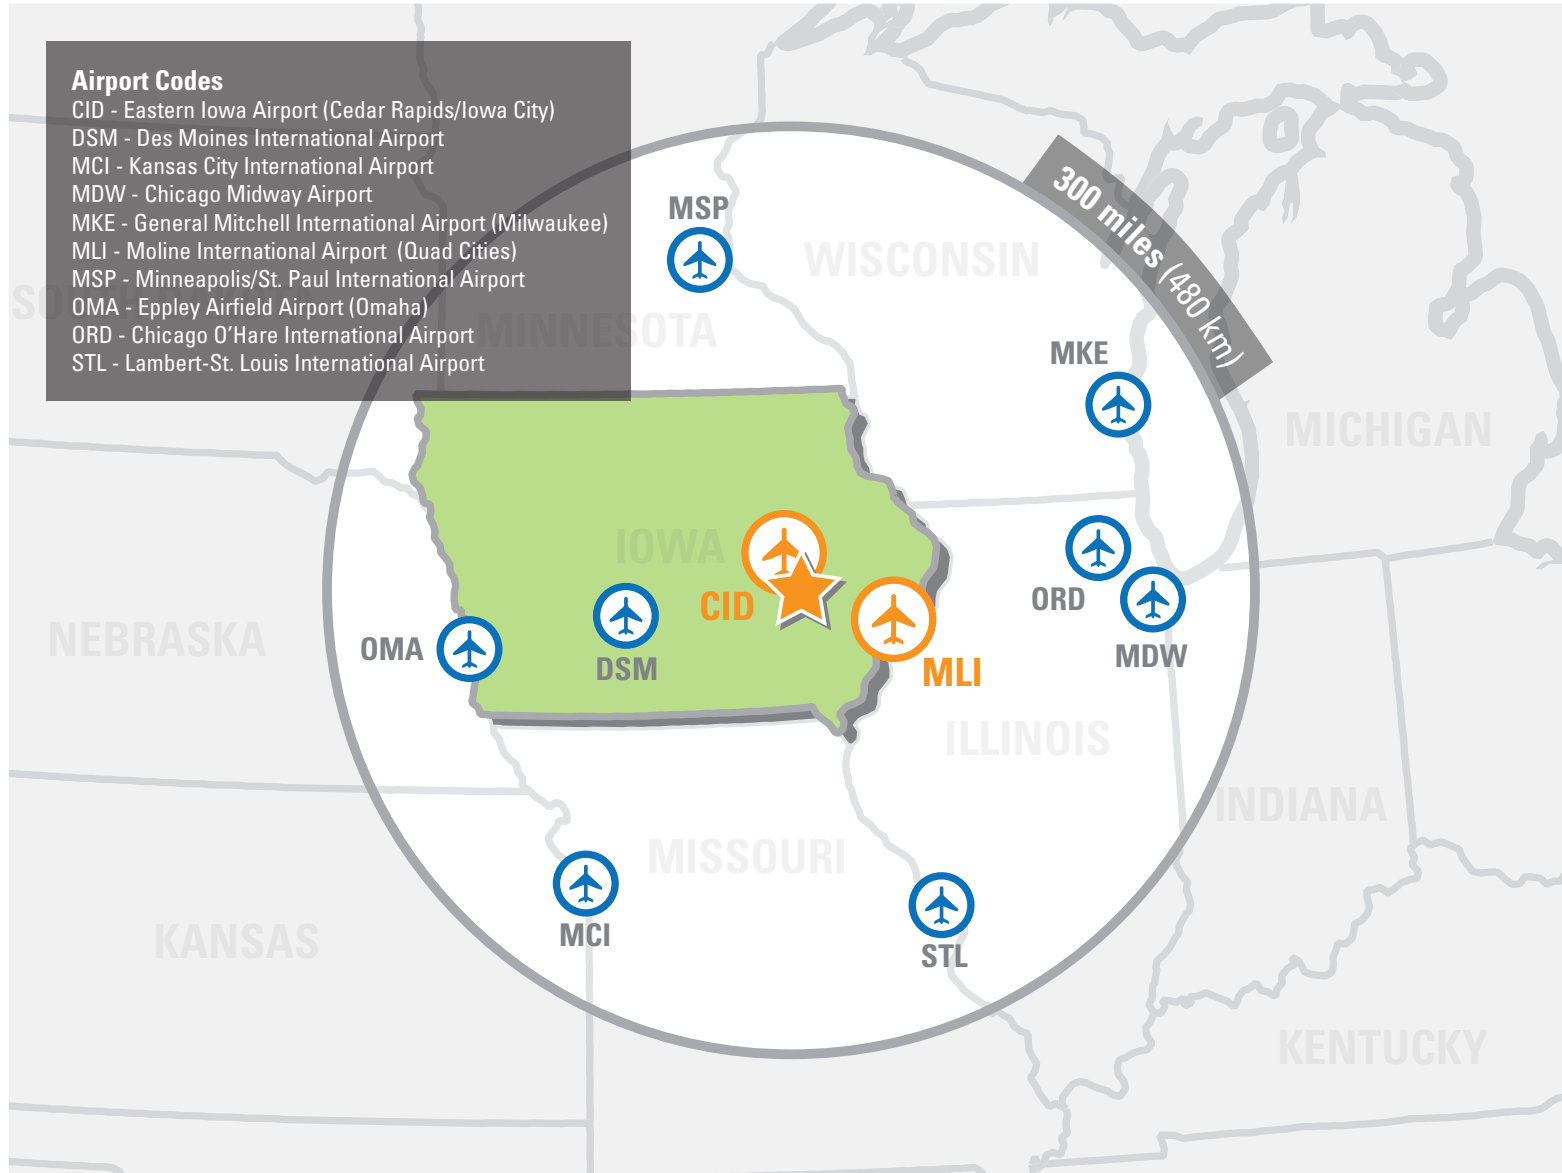 Airport Codes
CID - Eastern Iowa Airport (Cedar Rapids/Iowa City)
DSM - Des Moines International Airport
MCI - Kansas City International Airport
MDW - Chicago Midway Airport
MKE - General Mitchell International Airport (Milwaukee)
MLI - Moline International Airport (Quad Cities)
MSP - Minneapolis/St. Paul International Airport
OMA - Eppley Airfield Airport (Omaha)
ORD - Chicago O'Hare International Airport
STL - Lambert-St. Louis International Airport
300 miles (480 km)
MSP
WISCONSIN
SOUTH DAKOTA
MINNESOTA
MKE
MICHIGAN
IOWA
CID
ORD
NEBRASKA
OMA
DSM
MDW
MLI
ILLINOIS
INDIANA
MISSOURI
KANSAS
MCI
STL
KENTUCKY